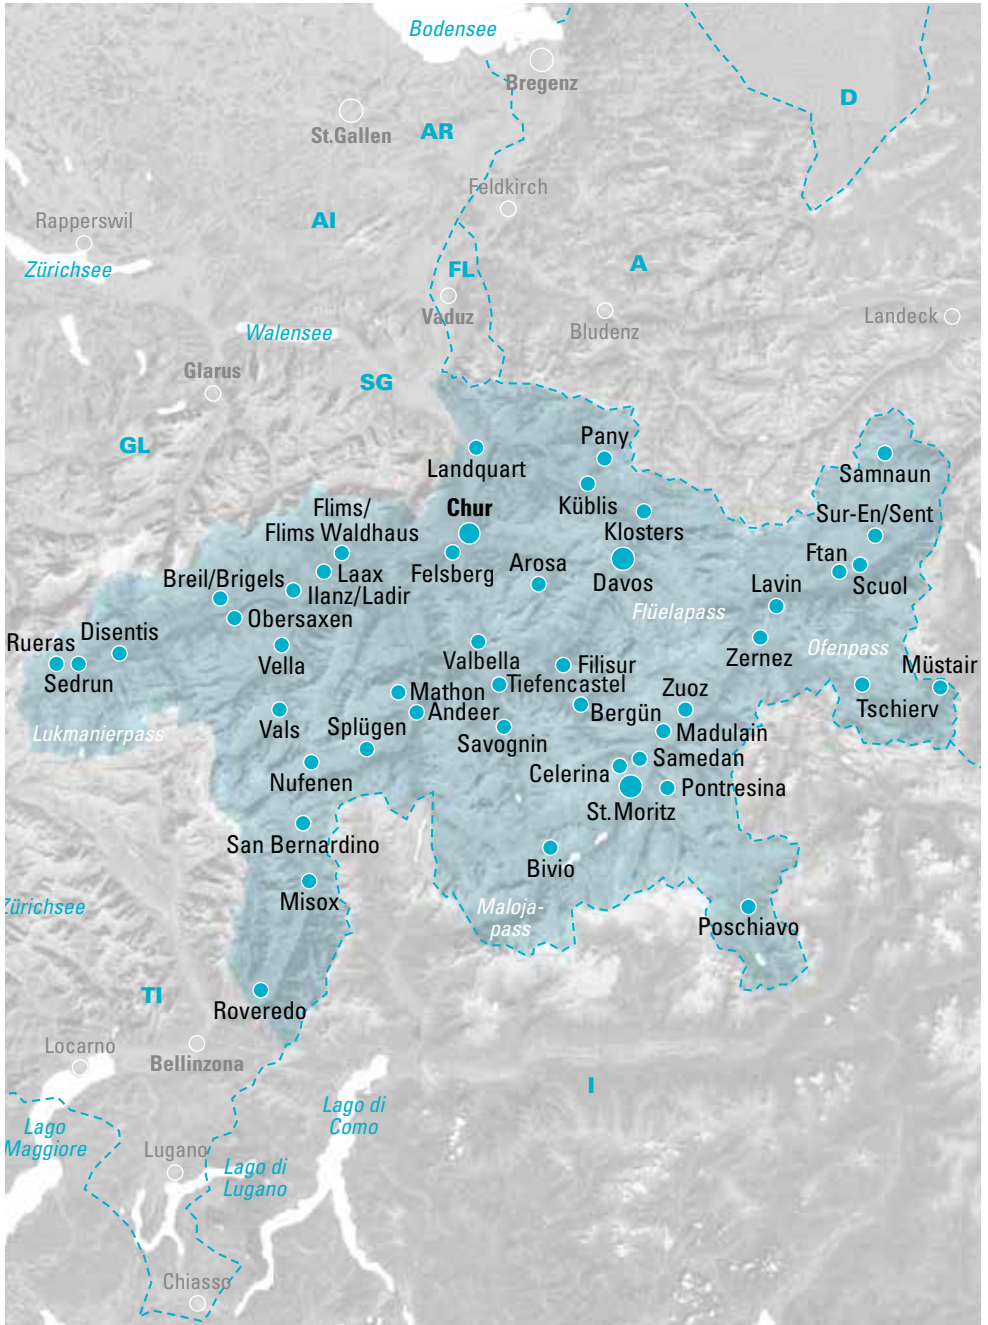 Bodensee
Bregenz
D
St.Gallen
AR
Feldkirch
Rapperswil
AI
Zürichsee
FL
A
Vaduz
Bludenz
Landeck
Walensee
Glarus
SG
GL
Pany
Landquart
Samnaun
Küblis
Flims/
Flims Waldhaus
Chur
Klosters
Sur-En/Sent
Felsberg
Arosa
Davos
Ftan
Scuol
Breil/Brigels
Laax
Ilanz/Ladir
Lavin
Obersaxen
Flüelapass
Rueras
Disentis
Sedrun
Vella
Valbella
Filisur
Zernez
Ofenpass
Müstair
Mathon
Tiefencastel
Zuoz
Tschierv
Vals
Splügen
Andeer
Bergün
Lukmanierpass
Savognin
Madulain
Nufenen
Celerina
Samedan
St.Moritz
Pontresina
San Bernardino
Bivio
Misox
Zürichsee
Maloja-
pass
Poschiavo
TI
Roveredo
Locarno
Bellinzona
I
Lago di
Como
Lago
Maggiore
Lugano
Lago di
Lugano
Chiasso